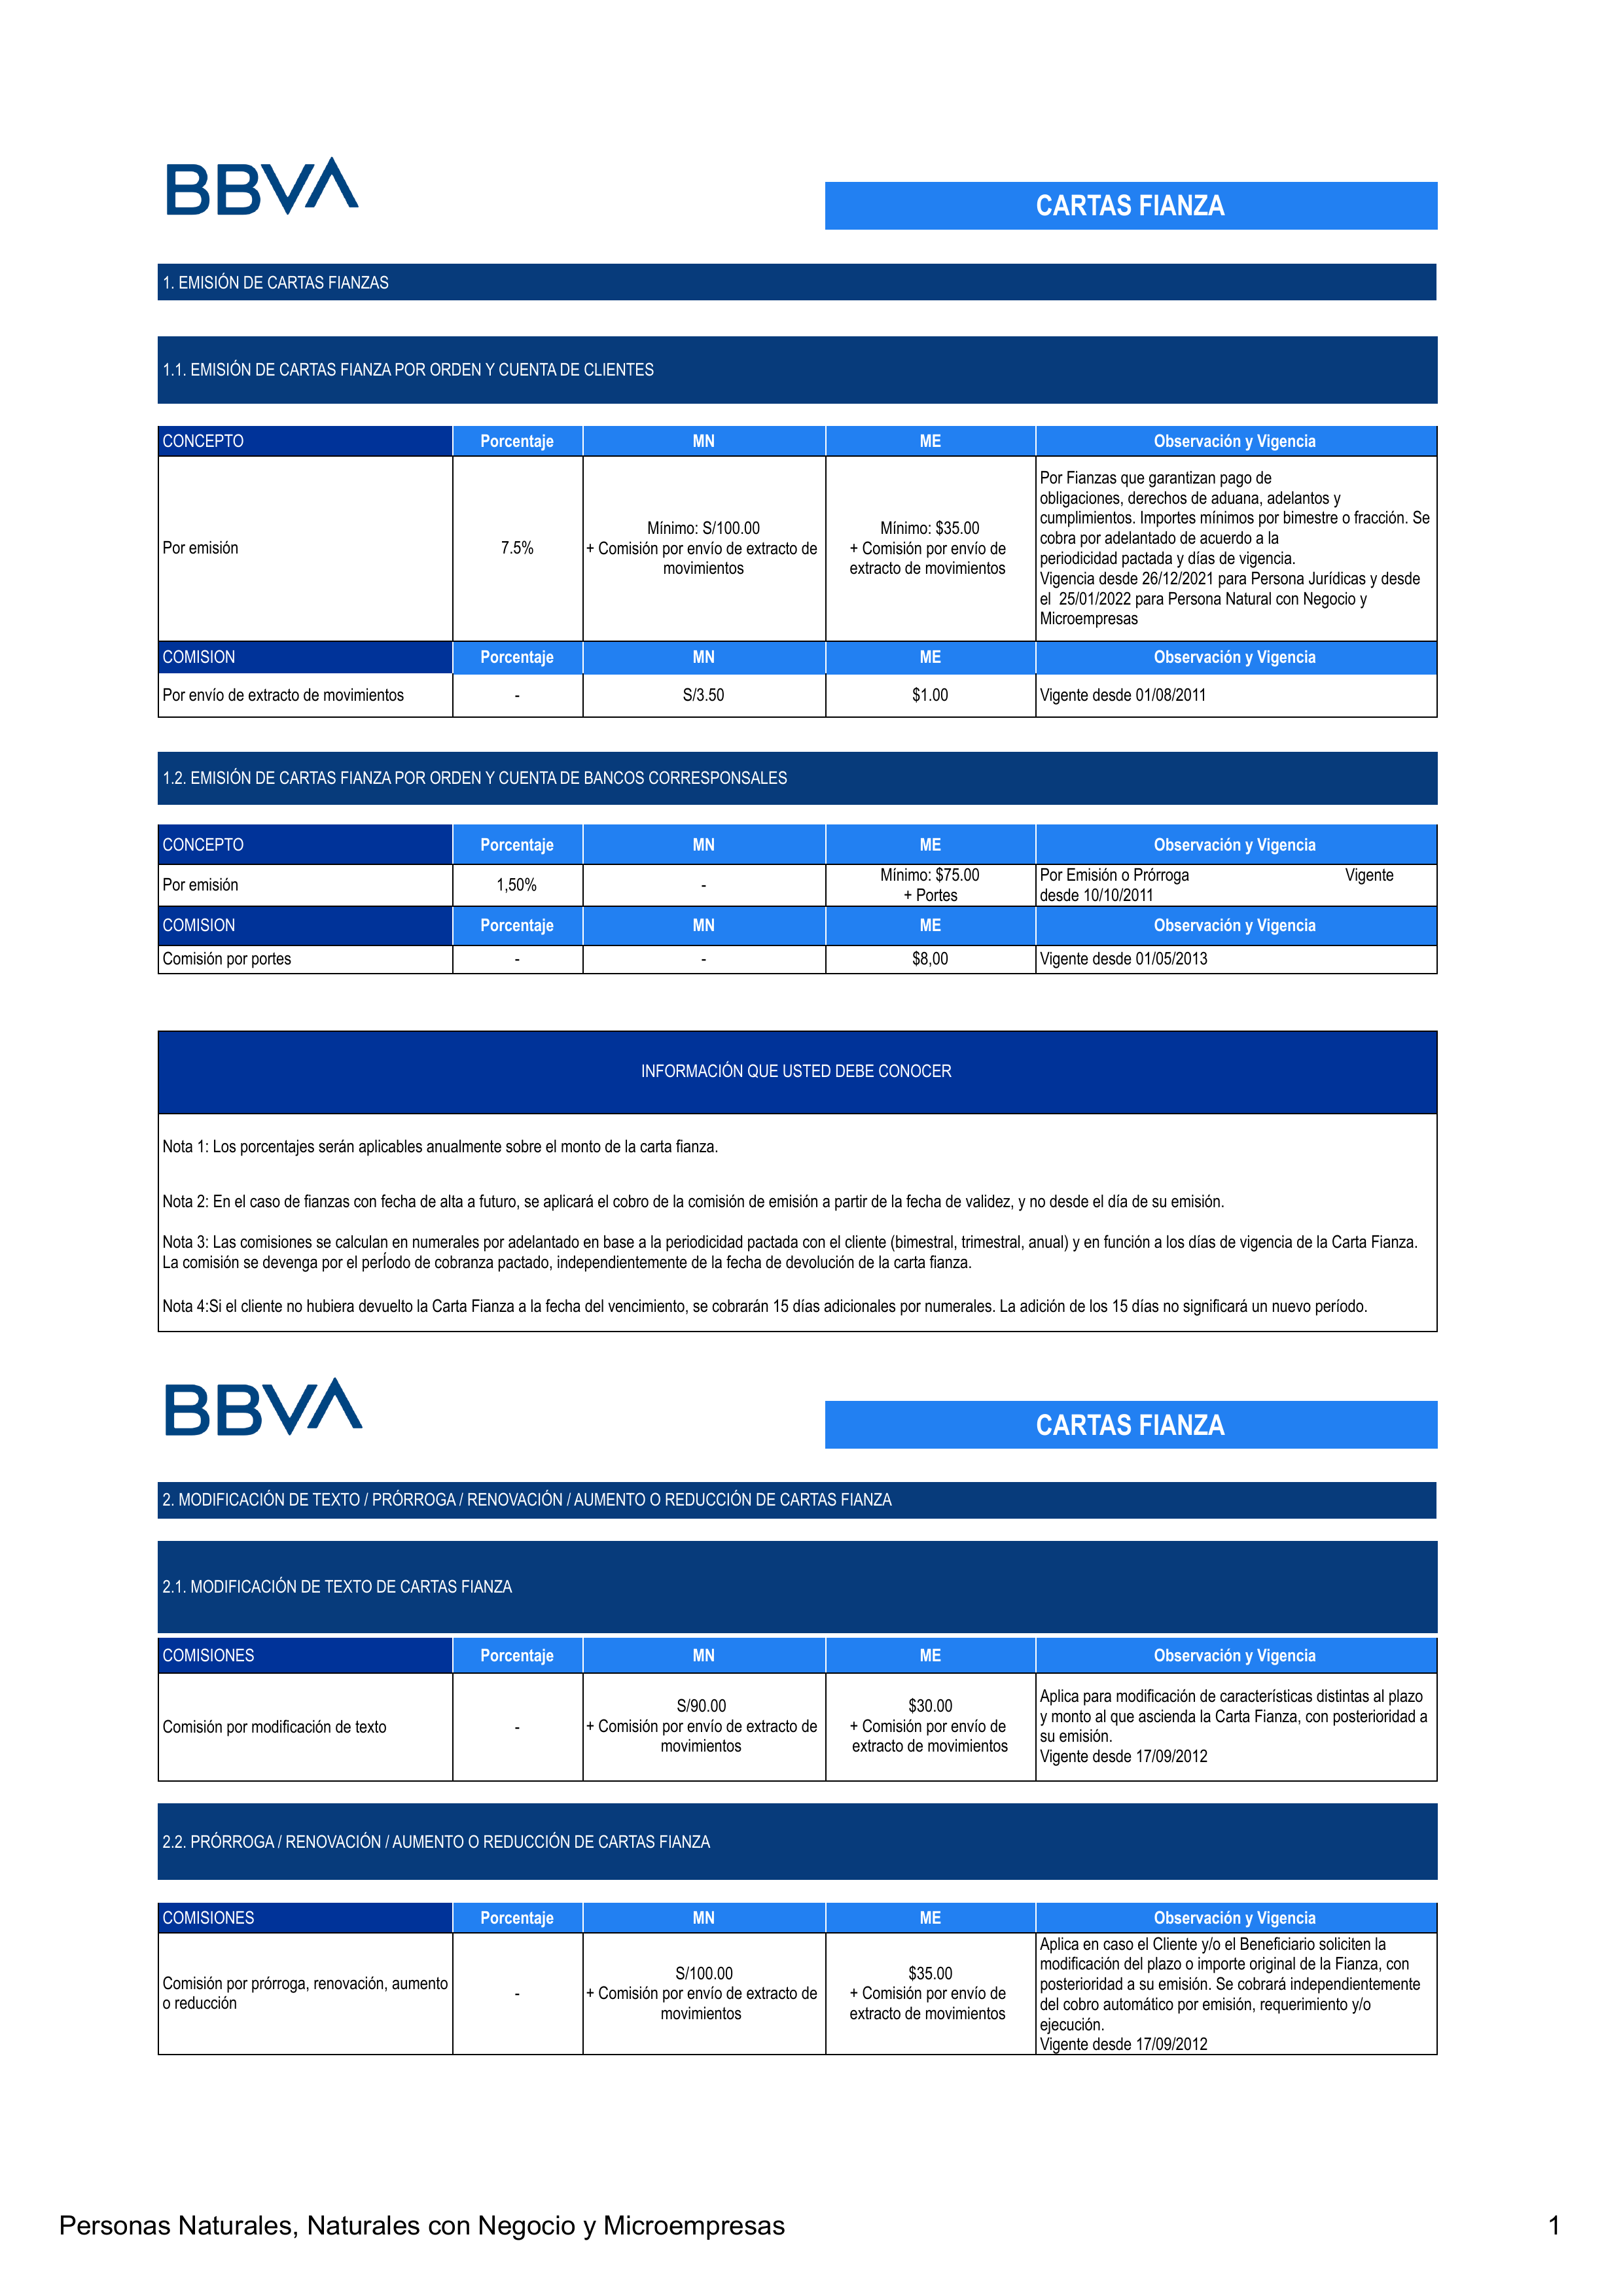 BBVA
CARTAS FIANZA
1. EMISIÓN DE CARTAS FIANZAS
1.1. EMISIÓN DE CARTAS FIANZA POR ORDEN Y CUENTA DE CLIENTES
CONCEPTO Porcentaje MN ME Observación y Vigencia
Por emisión
7.5%
Mínimo: S/100.00
+ Comisión por envío de extracto de
movimientos
Mínimo: $35.00
+ Comisión por envío de
extracto de movimientos
Por Fianzas que garantizan pago de
obligaciones, derechos de aduana, adelantos y
cumplimientos. Importes mínimos por bimestre o fracción. Se
cobra por adelantado de acuerdo a la
periodicidad pactada y días de vigencia.
Vigencia desde 26/12/2021 para Persona Jurídicas y desde
el 25/01/2022 para Persona Natural con Negocio y
Microempresas
COMISION Porcentaje MN ME Observación y Vigencia
Por envío de extracto de movimientos - S/3.50 $1.00 Vigente desde 01/08/2011
1.2. EMISIÓN DE CARTAS FIANZA POR ORDEN Y CUENTA DE BANCOS CORRESPONSALES
CONCEPTO Porcentaje MN ME Observación y Vigencia
Por emisión
1,50%
-
Mínimo: $75.00
+ Portes
Por Emisión o Prórroga Vigente
desde 10/10/2011
COMISION Porcentaje MN ME Observación y Vigencia
Comisión por portes - - $8,00 Vigente desde 01/05/2013
INFORMACIÓN QUE USTED DEBE CONOCER
Nota 1: Los porcentajes serán aplicables anualmente sobre el monto de la carta fianza.
Nota 2: En el caso de fianzas con fecha de alta a futuro, se aplicará el cobro de la comisión de emisión a partir de la fecha de validez, y no desde el día de su emisión.
Nota 3: Las comisiones se calculan en numerales por adelantado en base a la periodicidad pactada con el cliente (bimestral, trimestral, anual) y en función a los días de vigencia de la Carta Fianza.
La comisión se devenga por el perÍodo de cobranza pactado, independientemente de la fecha de devolución de la carta fianza.
Nota 4:Si el cliente no hubiera devuelto la Carta Fianza a la fecha del vencimiento, se cobrarán 15 días adicionales por numerales. La adición de los 15 días no significará un nuevo período.
BBVA
CARTAS FIANZA
2. MODIFICACIÓN DE TEXTO / PRÓRROGA / RENOVACIÓN / AUMENTO O REDUCCIÓN DE CARTAS FIANZA
2.1. MODIFICACIÓN DE TEXTO DE CARTAS FIANZA
COMISIONES Porcentaje MN ME Observación y Vigencia
Comisión por modificación de texto
-
S/90.00
+ Comisión por envío de extracto de
movimientos
$30.00
+ Comisión por envío de
extracto de movimientos
Aplica para modificación de características distintas al plazo
y monto al que ascienda la Carta Fianza, con posterioridad a
su emisión.
Vigente desde 17/09/2012
2.2. PRÓRROGA / RENOVACIÓN / AUMENTO O REDUCCIÓN DE CARTAS FIANZA
COMISIONES Porcentaje MN ME Observación y Vigencia
Comisión por prórroga, renovación, aumento
o reducción
-
S/100.00
+ Comisión por envío de extracto de
movimientos
$35.00
+ Comisión por envío de
extracto de movimientos
Aplica en caso el Cliente y/o el Beneficiario soliciten la
modificación del plazo o importe original de la Fianza, con
posterioridad a su emisión. Se cobrará independientemente
del cobro automático por emisión, requerimiento y/o
ejecución.
Vigente desde 17/09/2012
Personas Naturales, Naturales con Negocio y Microempresas 1